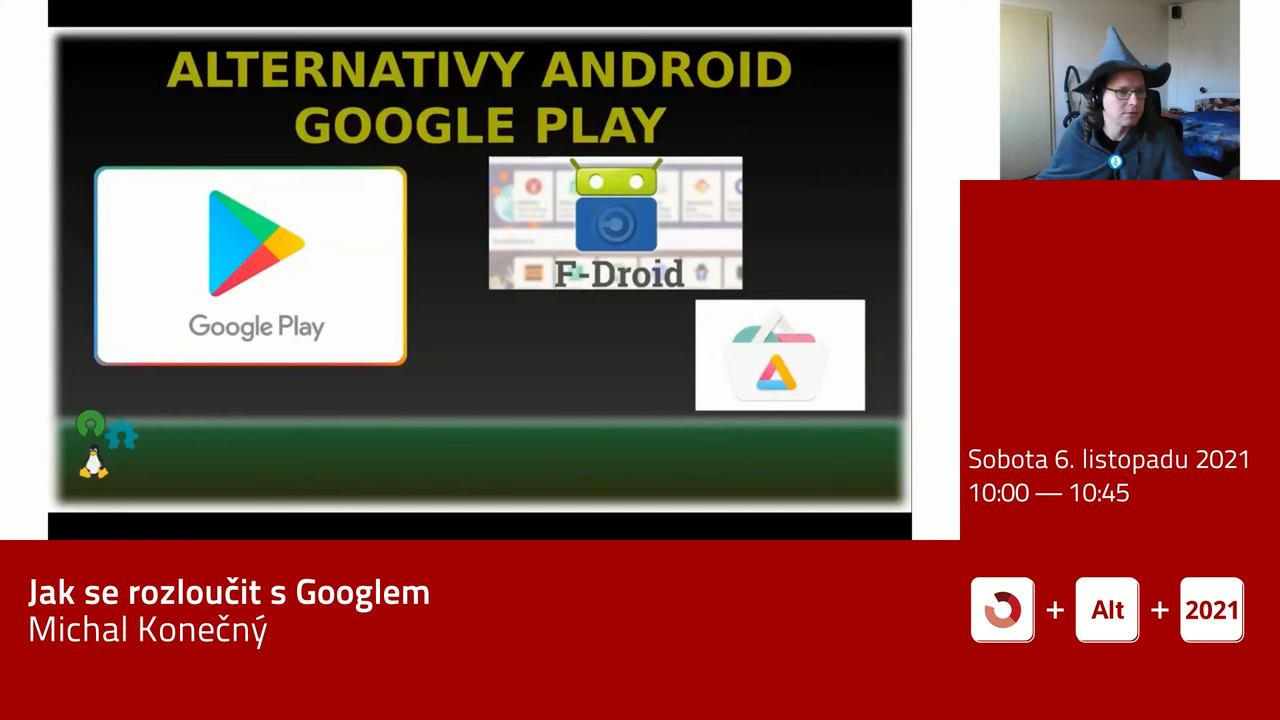 ALTERNATIVY ANDROID
GOOGLE PLAY
Google Play
F-Droid
Sobota 6. listopadu 2021
10:00 — 10:45
Jak se rozloučit s Googlem
Michal Konečný
+ Alt + 2021